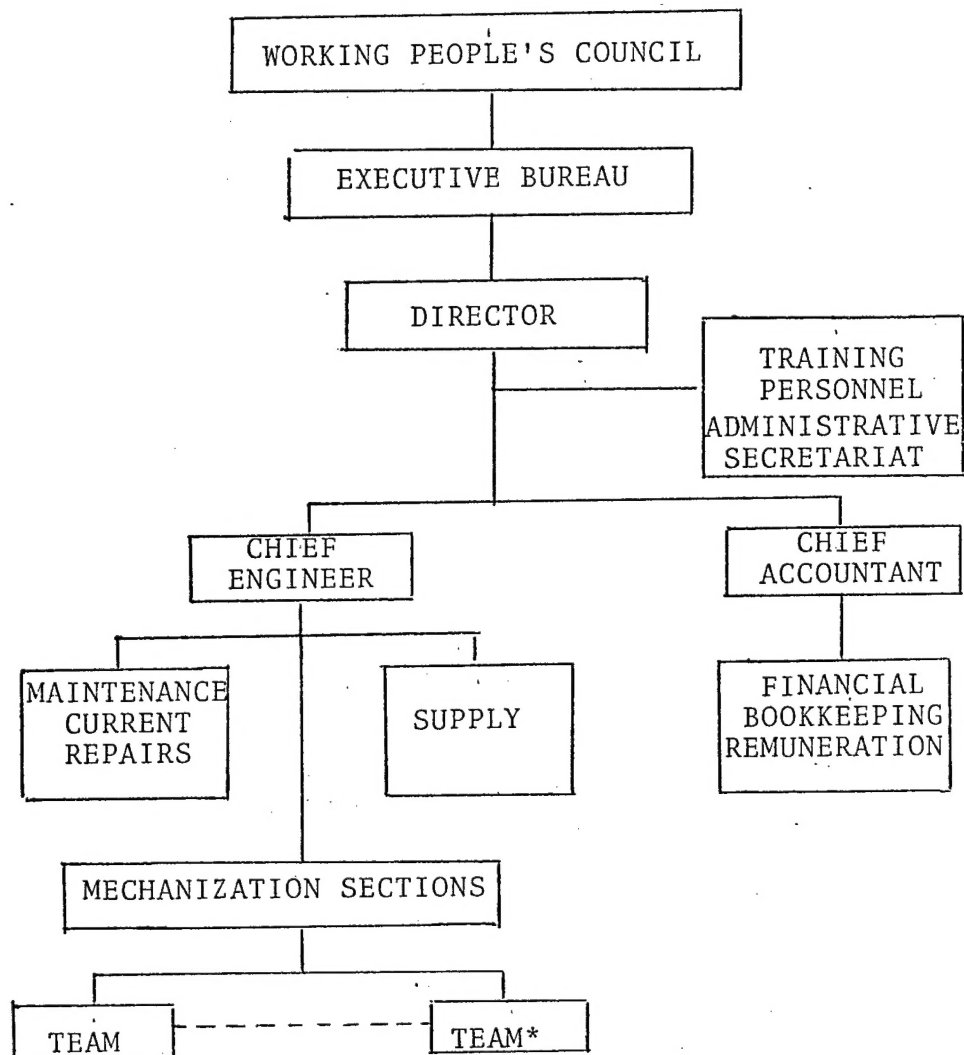 WORKING PEOPLE'S COUNCIL
EXECUTIVE BUREAU
DIRECTOR
TRAINING
PERSONNEL
ADMINISTRATIVE
SECRETARIAT
CHIEF
ENGINEER
CHIEF
ACCOUNTANT
MAINTENANCE
CURRENT
REPAIRS
SUPPLY
FINANCIAL
BOOKKEEPING
REMUNERATION
MECHANIZATION SECTIONS
TEAM
TEAM*